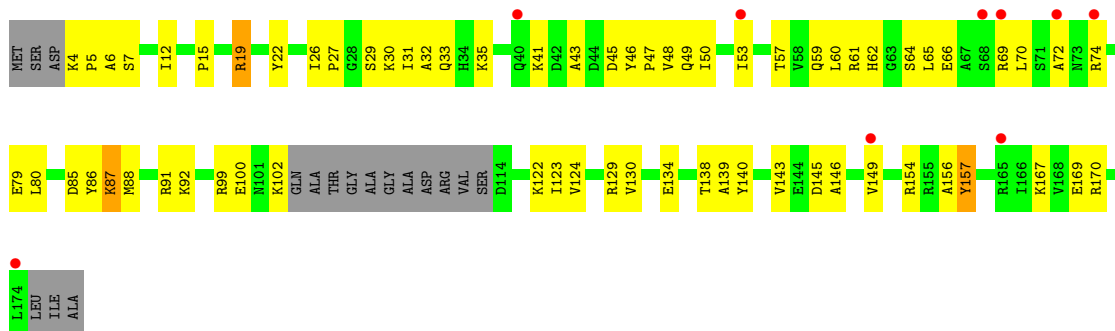 MET SER ASP K4 P5 A6 S7 I12 P15 R19 Y22 I26 P27 G28 S29 K30 I31 A32 Q33 H34 K35 Q40 K41 D42 A43 D44 D45 Y46 P47 V48 Q49 I50 I53 T57 V58 Q59 L60 R61 H62 G63 S64 L65 E66 A67 S68 R69 L70 S71 A72 N73 R74
E79 L80 D85 Y86 K87 M88 R91 K92 R99 E100 N101 K102 GLN ALA THR GLY ALA GLY ALA ASP ARG VAL SER D114 K122 I123 V124 R129 V130 E134 T138 A139 Y140 V143 E144 D145 A146 V149 R154 R155 A156 Y157 R165 I166 K167 V168 E169 R170
L174 LEU ILE ALA